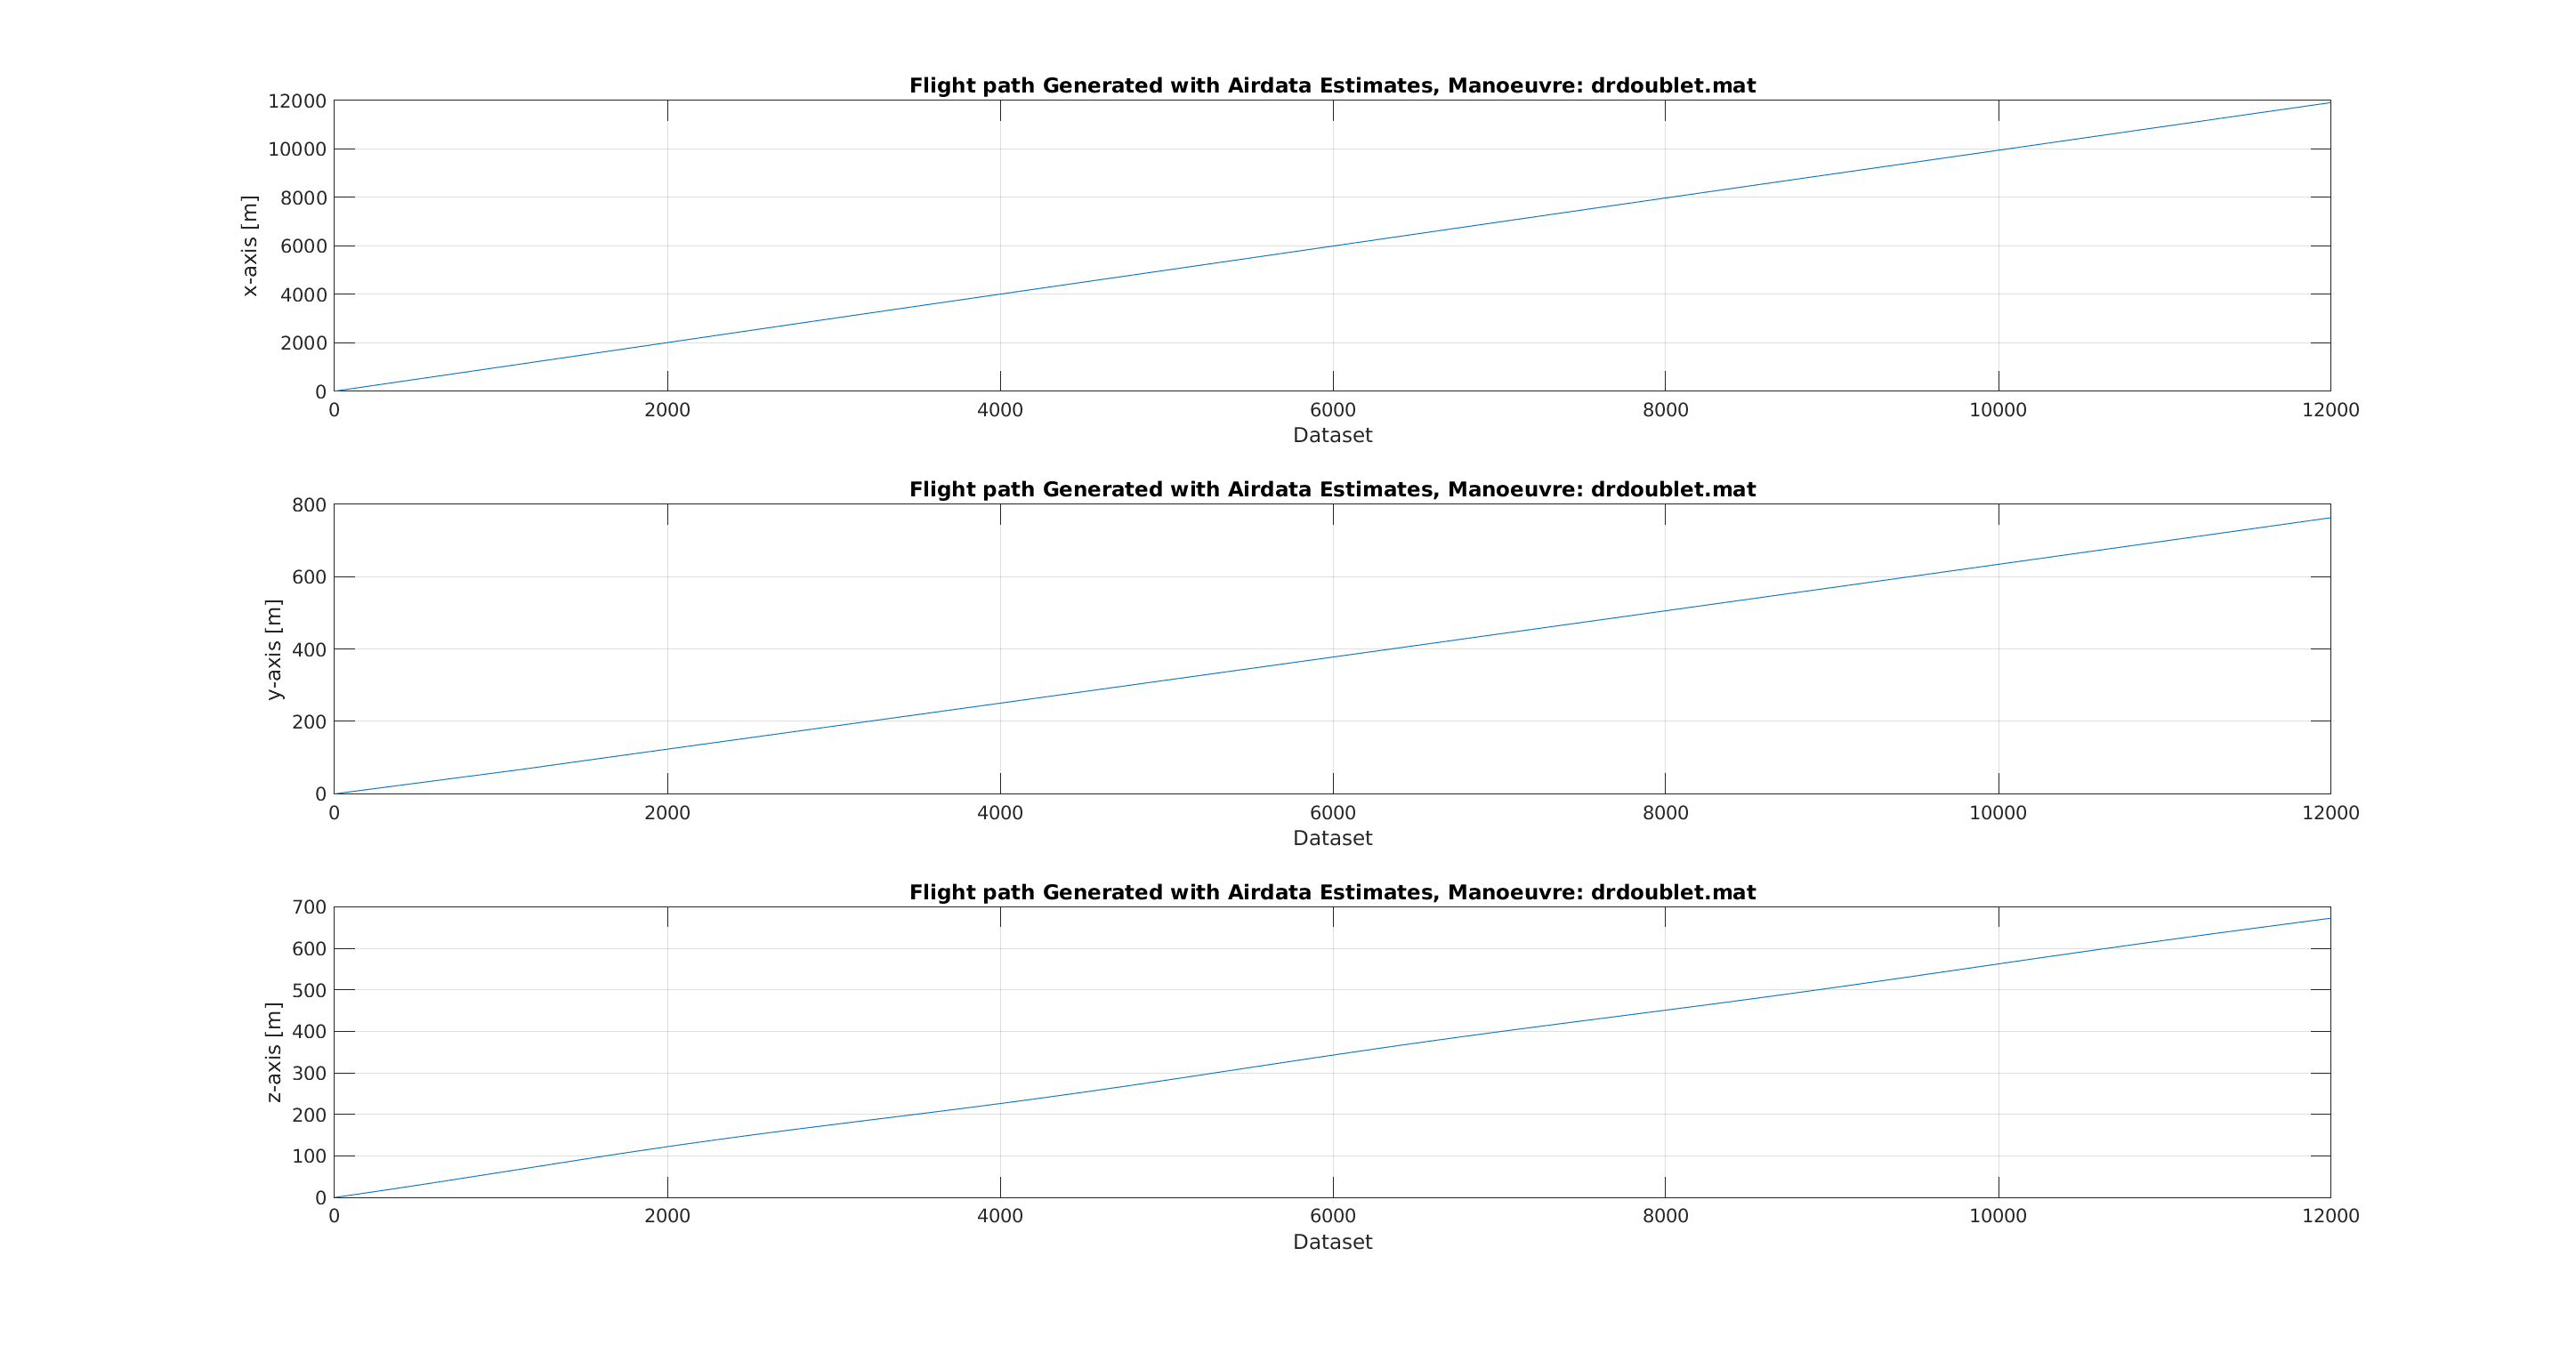 Flight path Generated with Airdata Estimates, Manoeuvre: drdoublet.mat
12000
10000
8000
6000
4000
2000
0
x-axis [m]
0 2000 4000 6000 8000 10000 12000
Dataset
Flight path Generated with Airdata Estimates, Manoeuvre: drdoublet.mat
800
600
400
200
0
y-axis [m]
0 2000 4000 6000 8000 10000 12000
Dataset
Flight path Generated with Airdata Estimates, Manoeuvre: drdoublet.mat
700
600
500
400
300
200
100
0
z-axis [m]
0 2000 4000 6000 8000 10000 12000
Dataset